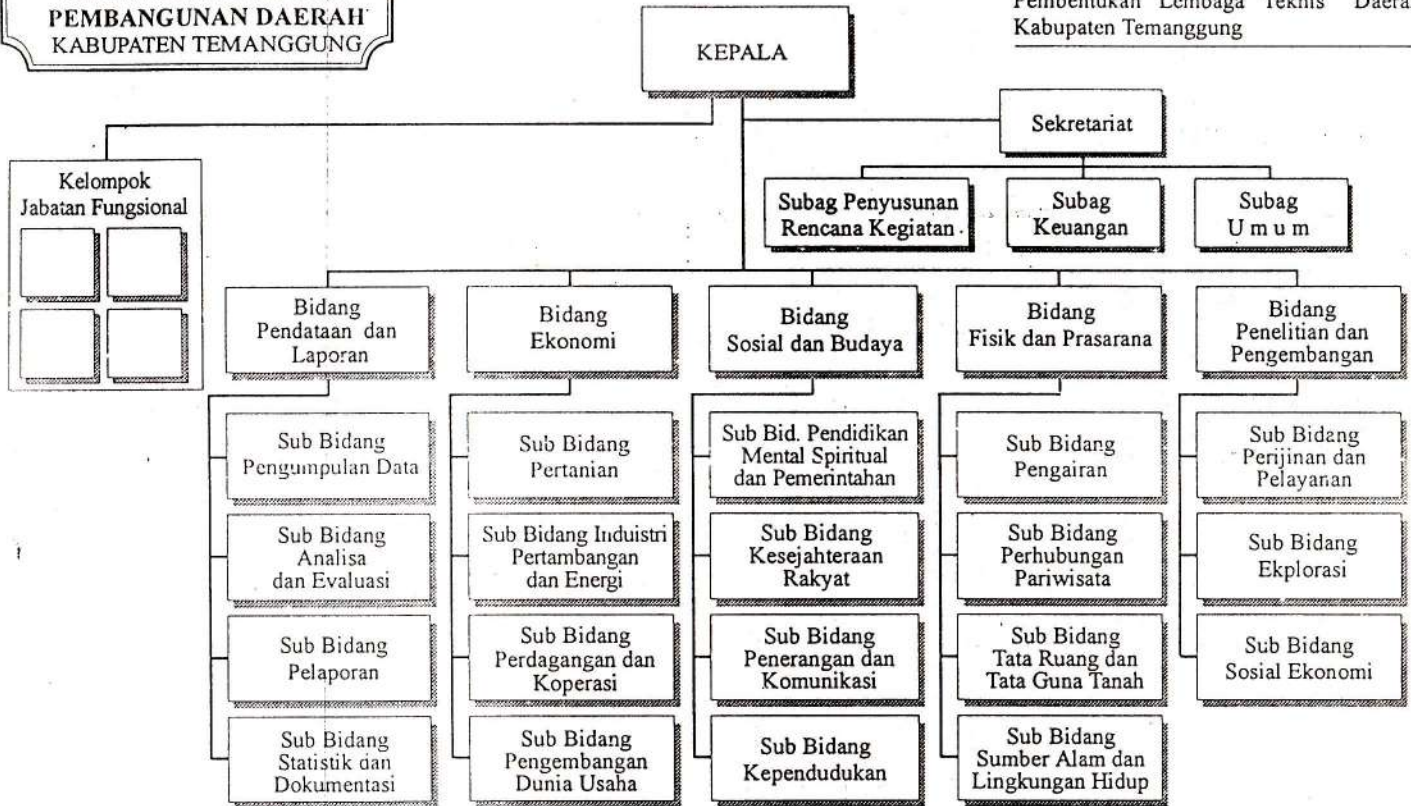 PEMBANGUNAN DAERAH
KABUPATEN TEMANGGUNG
Pembentukan Lembaga Teknis Daerah
Kabupaten Temanggung
KEPALA
Sekretariat
Subag Penyusunan
Rencana Kegiatan
Subag
Keuangan
Subag
U m u m
Kelompok
Jabatan Fungsional
Bidang
Pendataan dan
Laporan
Bidang
Ekonomi
Bidang
Sosial dan Budaya
Bidang
Fisik dan Prasarana
Bidang
Penelitian dan
Pengembangan
Sub Bidang
Pengumpulan Data
Sub Bidang
Analisa
dan Evaluasi
Sub Bidang
Pelaporan
Sub Bidang
Statistik dan
Dokumentasi
Sub Bidang
Pertanian
Sub Bidang Induistri
Pertambangan
dan Energi
Sub Bidang
Perdagangan dan
Koperasi
Sub Bidang
Pengembangan
Dunia Usaha
Sub Bid. Pendidikan
Mental Spiritual
dan Pemerintahan
Sub Bidang
Kesejahteraan
Rakyat
Sub Bidang
Penerangan dan
Komunikasi
Sub Bidang
Kependudukan
Sub Bidang
Pengairan
Sub Bidang
Perhubungan
Pariwisata
Sub Bidang
Tata Ruang dan
Tata Guna Tanah
Sub Bidang
Sumber Alam dan
Lingkungan Hidup
Sub Bidang
Perijinan dan
Pelayanan
Sub Bidang
Ekplorasi
Sub Bidang
Sosial Ekonomi